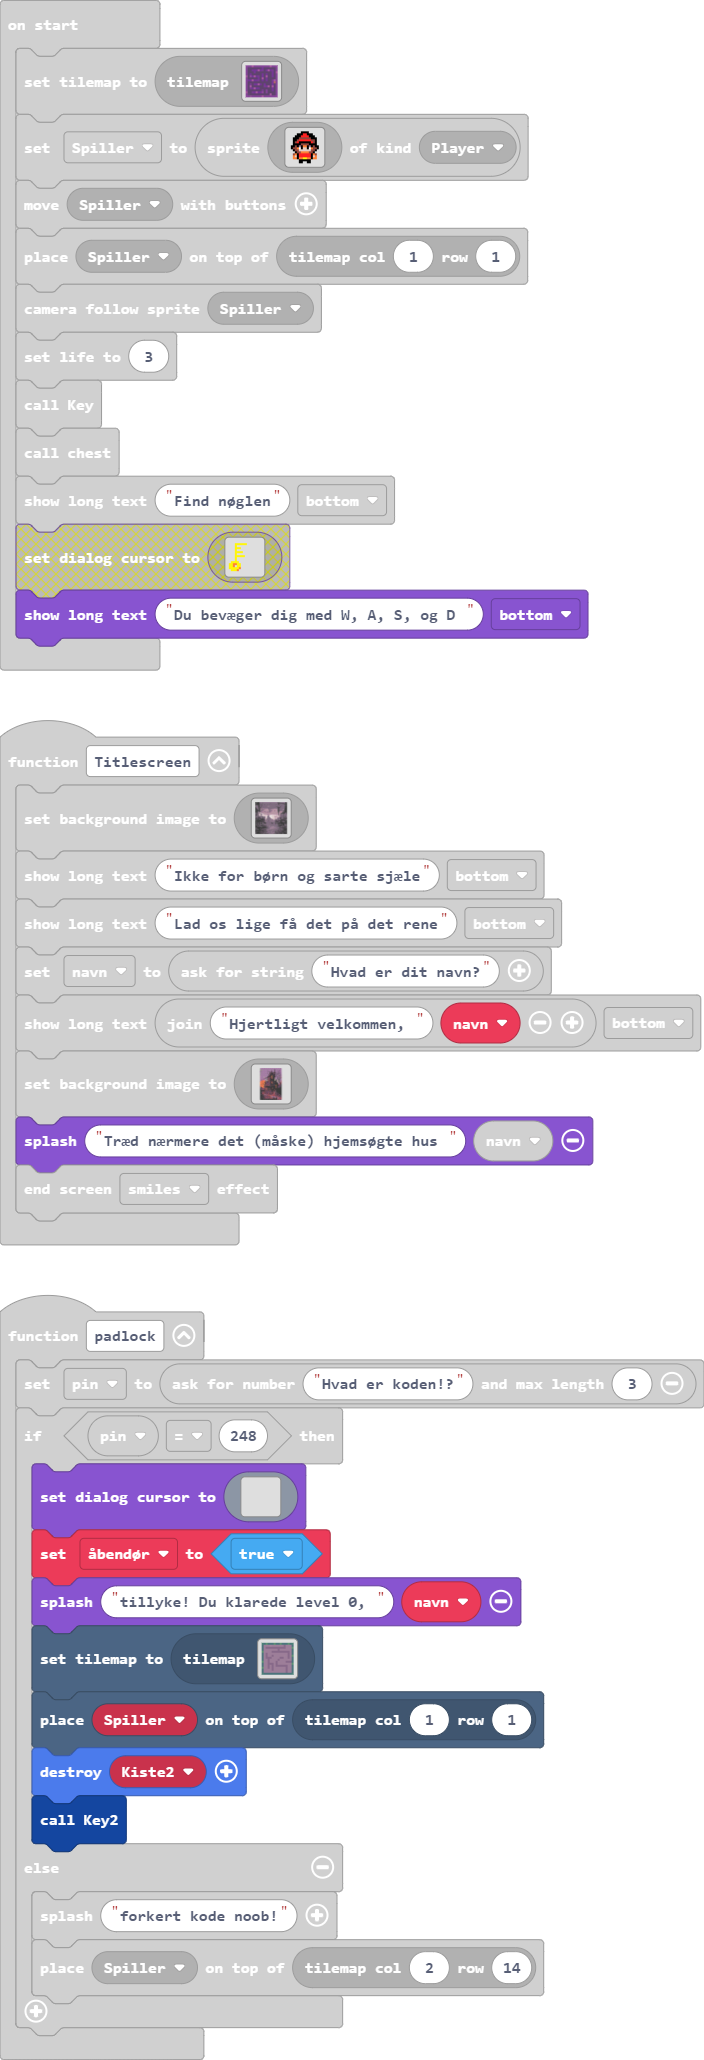 on start
set tilemap to tilemap
set Spiller to sprite of kind Player
move Spiller with buttons
place Spiller on top of tilemap col 1 row 1
camera follow sprite Spiller
set life to 3
call Key
call chest
show long text "Find nøglen" bottom
set dialog cursor to
show long text "Du bevæger dig med W, A, S, og D " bottom
function Titlescreen
set background image to
show long text "Ikke for børn og sarte sjæle" bottom
show long text "Lad os lige få det på det rene" bottom
set navn to ask for string "Hvad er dit navn?"
show long text join "Hjertligt velkommen, " navn bottom
set background image to
splash "Træd nærmere det (måske) hjemsøgte hus " navn
end screen smiles effect
function padlock
set pin to ask for number "Hvad er koden!?" and max length 3
if pin = 248 then
set dialog cursor to
set åbendør to true
splash "tillyke! Du klarede level 0, " navn
set tilemap to tilemap
place Spiller on top of tilemap col 1 row 1
destroy Kiste2
call Key2
else
splash "forkert kode noob!"
place Spiller on top of tilemap col 2 row 14